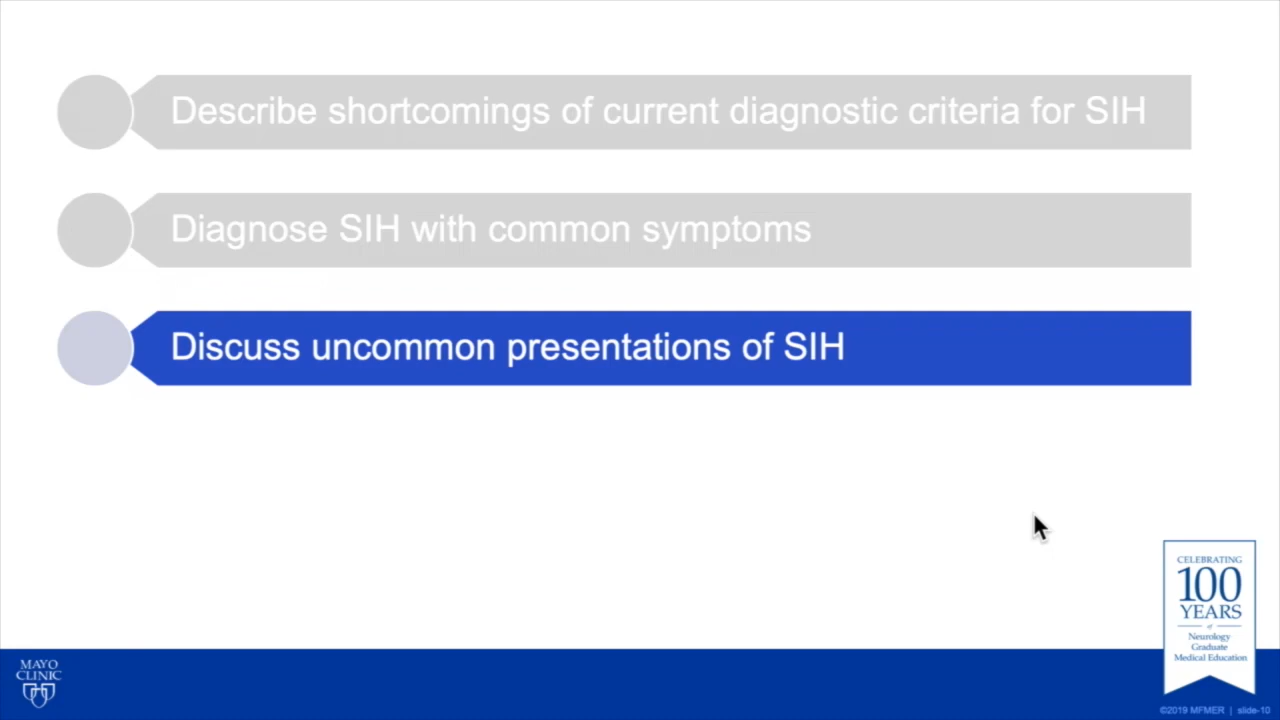 Describe shortcomings of current diagnostic criteria for SIH
Diagnose SIH with common symptoms
Discuss uncommon presentations of SIH
CELEBRATING
100
YEARS
of
Neurology
Graduate
Medical Education
MAYO
CLINIC
©2019 MFMER | slide-10